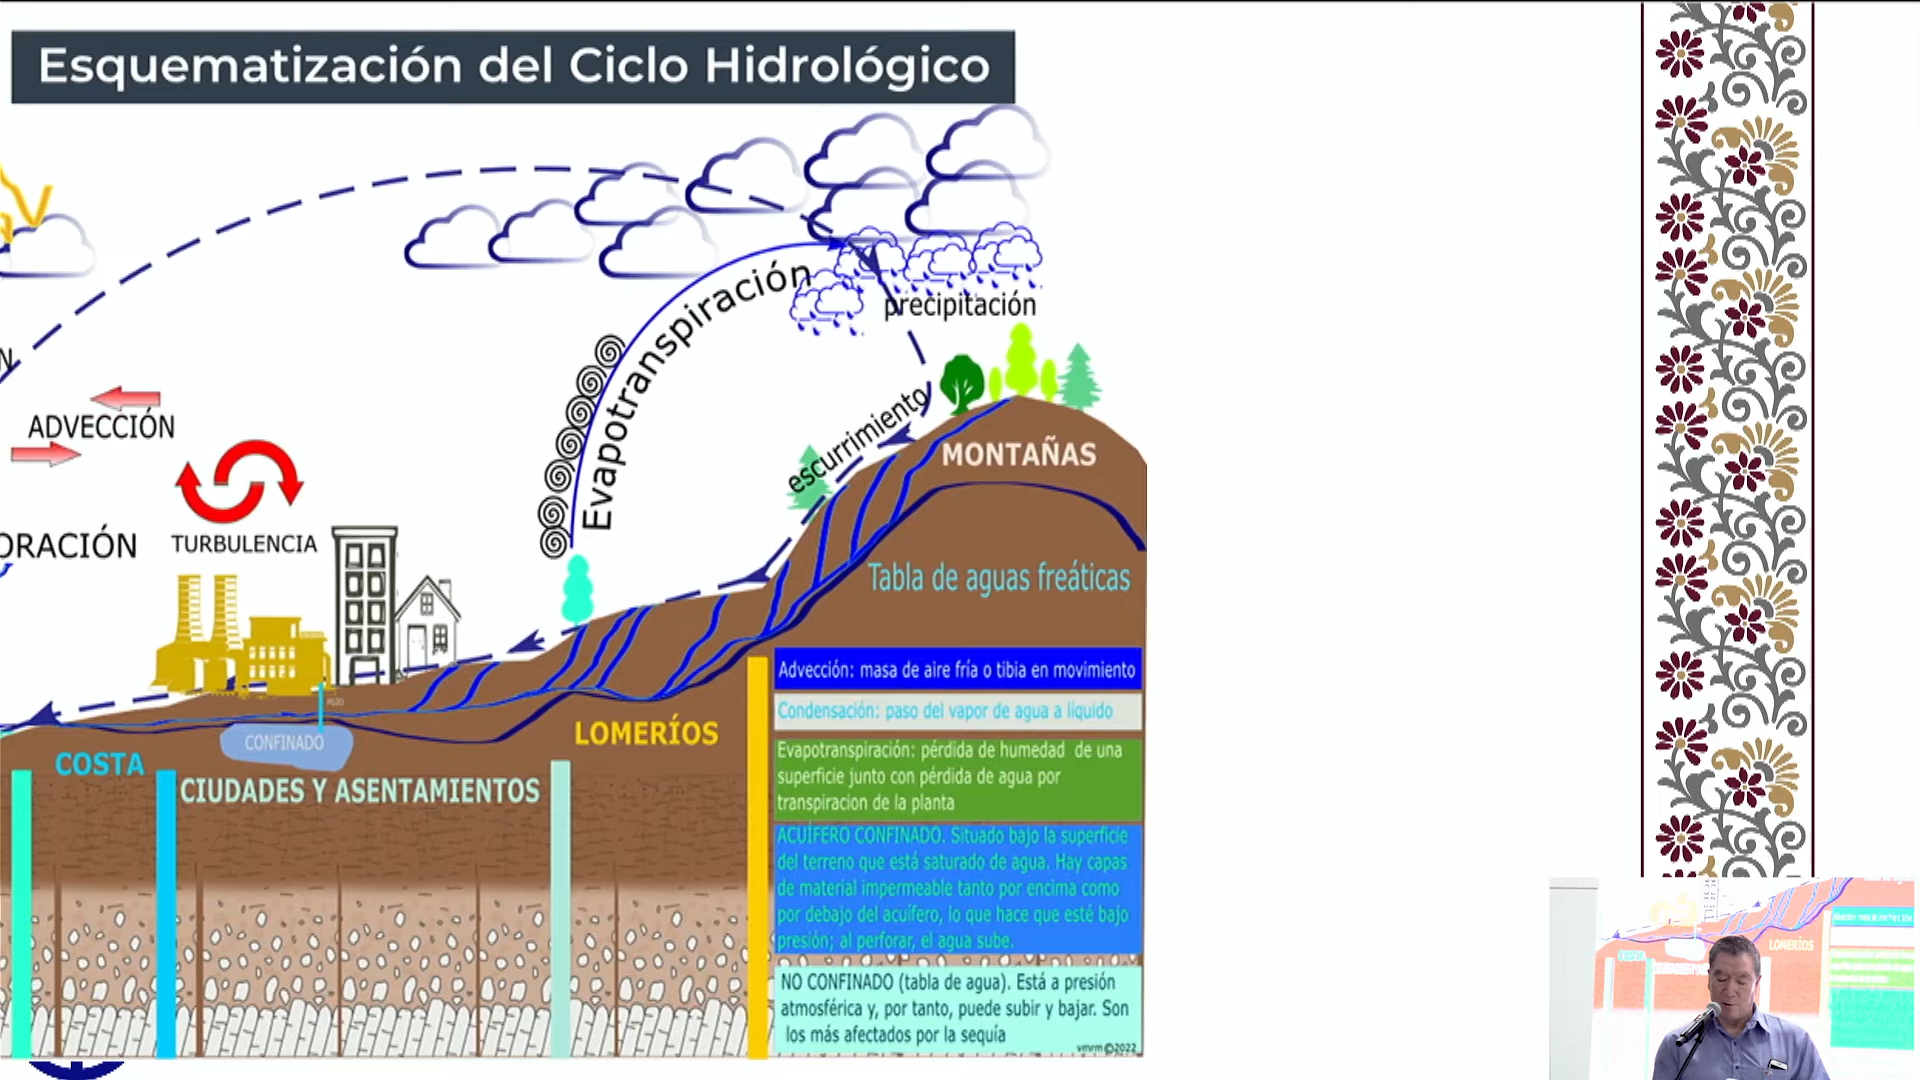 Esquematización del Ciclo Hidrológico
Evapotranspiración
precipitación
ADVECCIÓN
escurrimiento
MONTAÑAS
ORACIÓN
TURBULENCIA
Tabla de aguas freáticas
POZO
CONFINADO
LOMERÍOS
COSTA
CIUDADES Y ASENTAMIENTOS
Advección: masa de aire fría o tibia en movimiento
Condensación: paso del vapor de agua a líquido
Evapotranspiración: pérdida de humedad de una
superficie junto con pérdida de agua por
transpiracion de la planta
ACUÍFERO CONFINADO. Situado bajo la superficie
del terreno que está saturado de agua. Hay capas
de material impermeable tanto por encima como
por debajo del acuífero, lo que hace que esté bajo
presión; al perforar, el agua sube.
NO CONFINADO (tabla de agua). Está a presión
atmosférica y, por tanto, puede subir y bajar. Son
los más afectados por la sequía
vmrm©2022
LOMERÍOS
COSTA